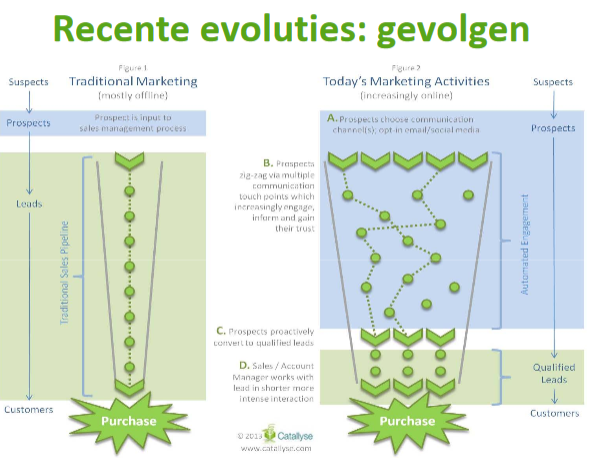 Recente evoluties: gevolgen
Figure 1
Traditional Marketing
(mostly offline)
Suspects
Prospects
Leads
Customers
Prospect is input to
sales management process
Traditional Sales Pipeline
Purchase
Figure 2
Today's Marketing Activities
(increasingly online)
Suspects
Prospects
Qualified
Leads
Customers
A. Prospects choose communication
channel(s); opt-in email/social media
B. Prospects
zig-zag via multiple
communication
touch points which
increasingly engage,
inform and gain
their trust
Automated Engagement
C. Prospects proactively
convert to qualified leads
D. Sales / Account
Manager works with
lead in shorter more
intense interaction
Purchase
© 2013 Catallyse
www.catallyse.com